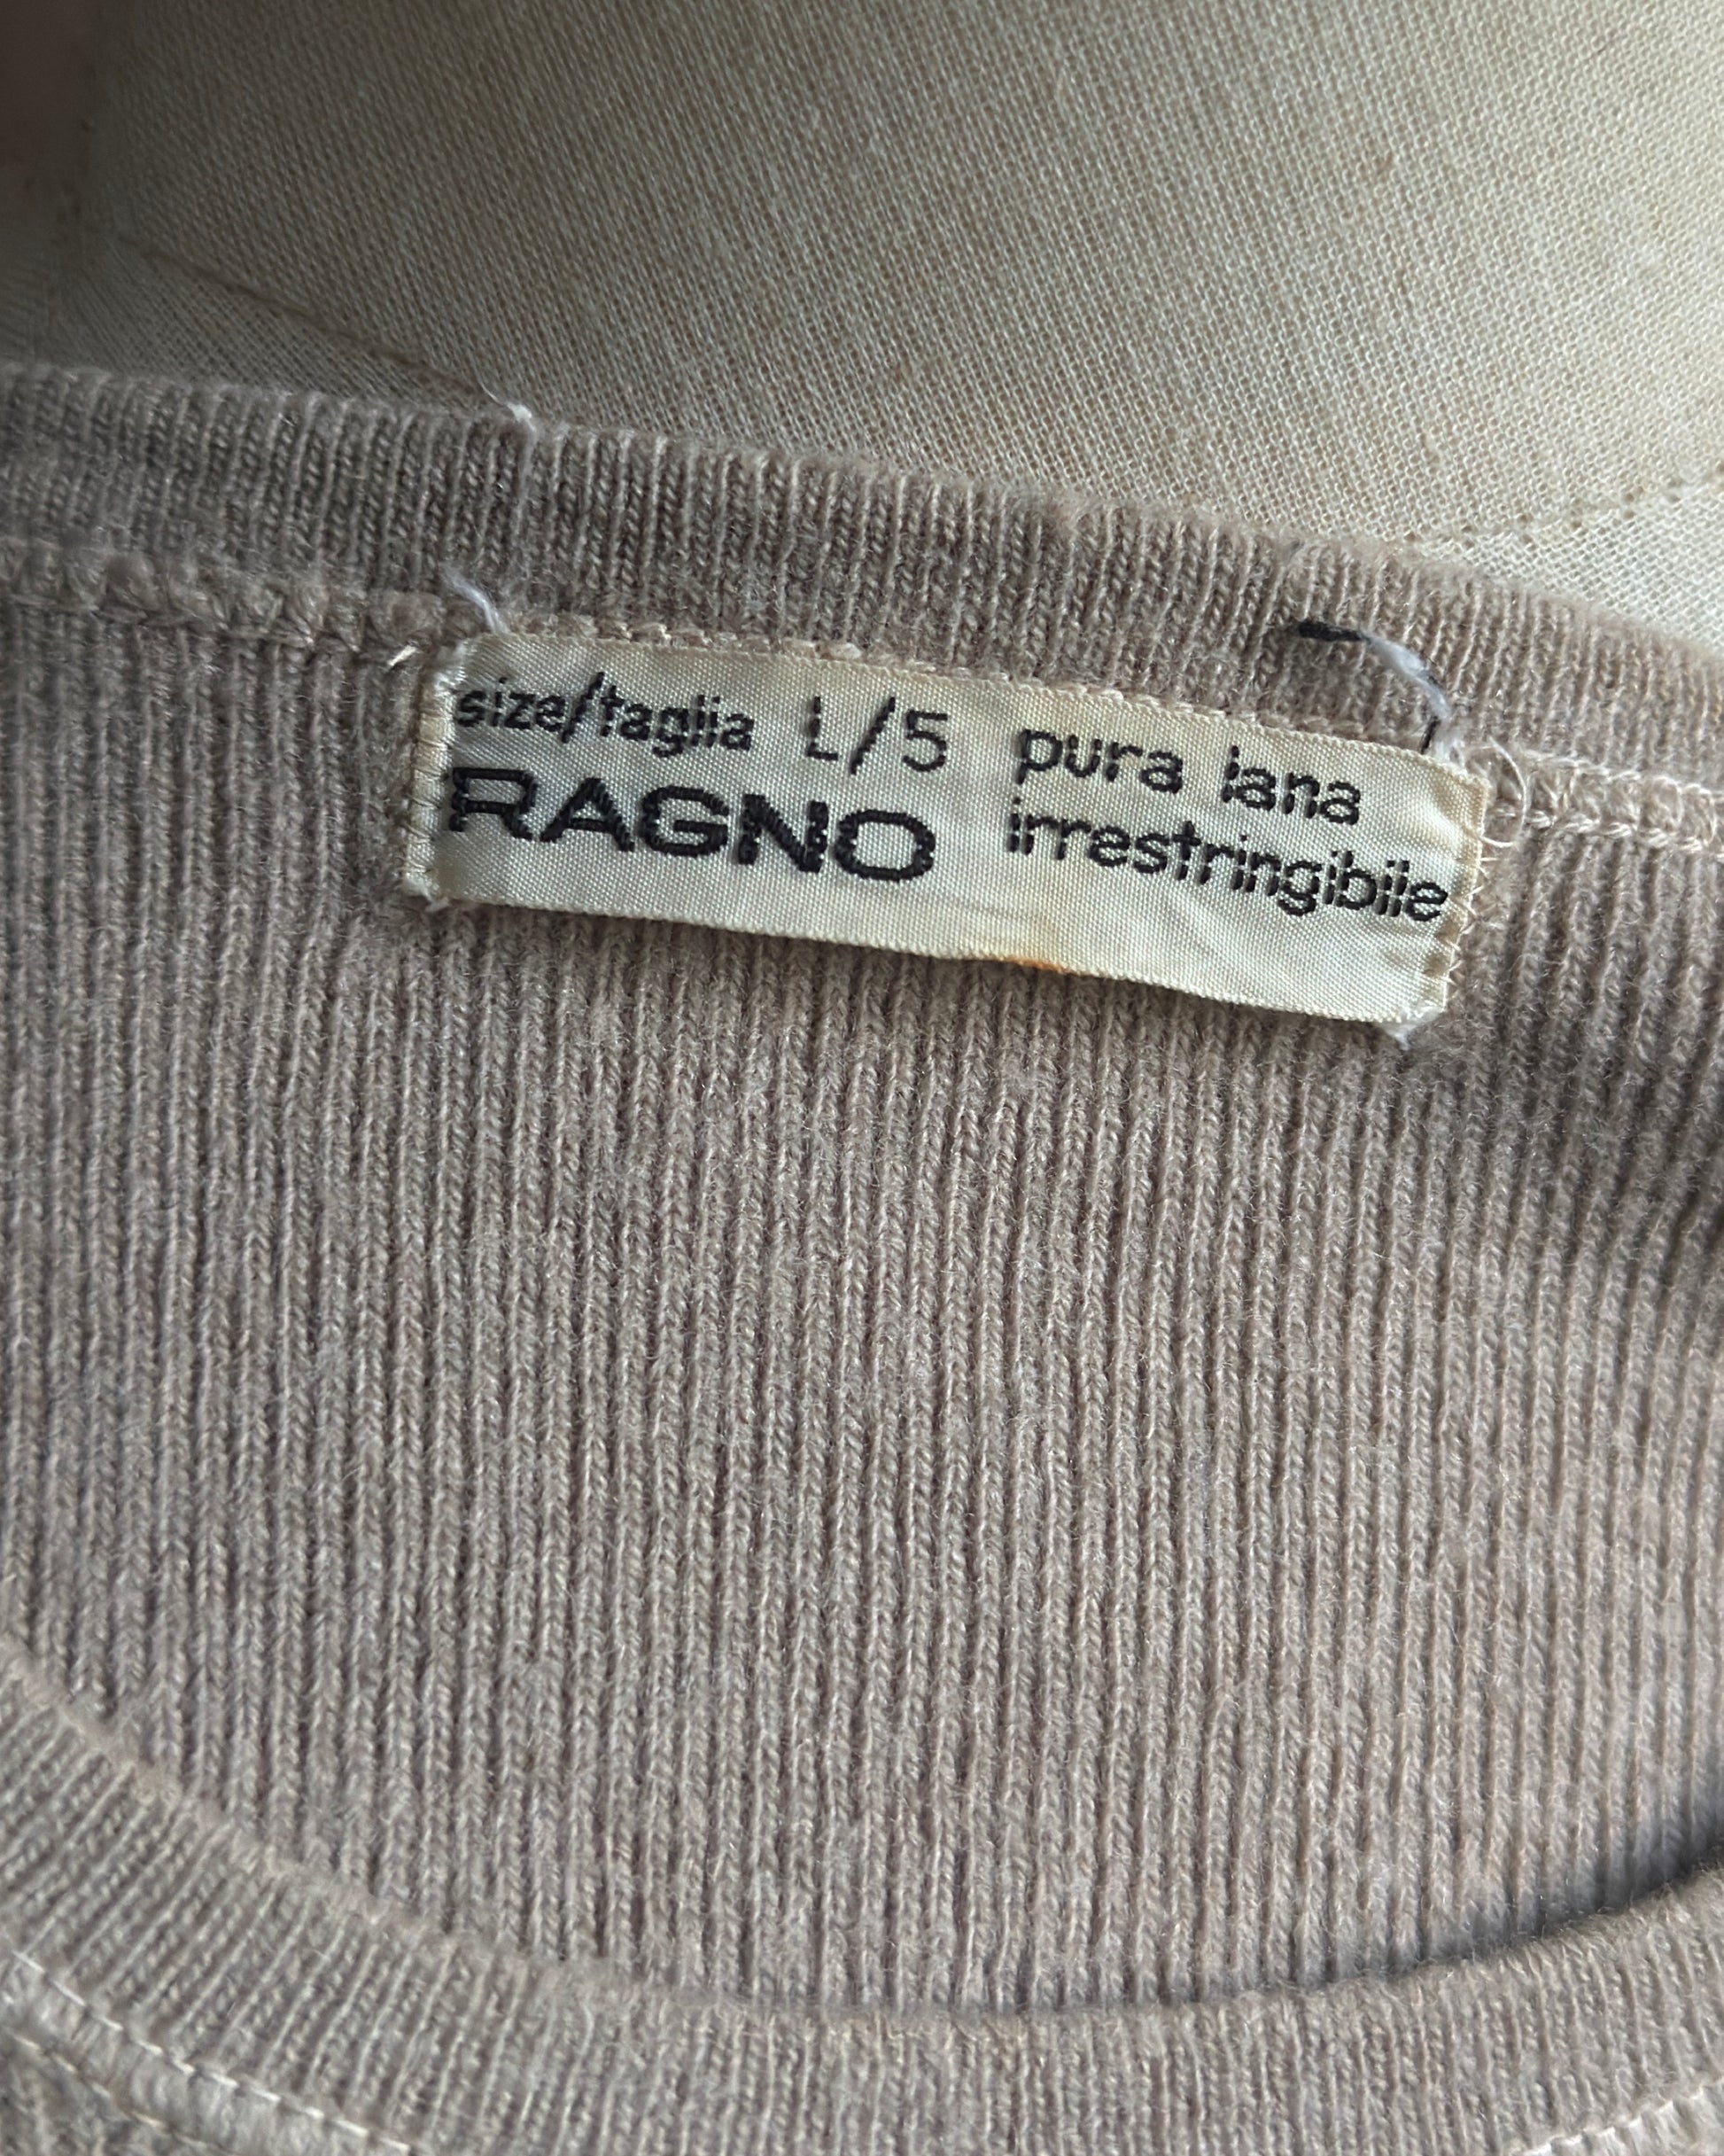 size/taglia L/5
RAGNO
pura lana
irrestringibile